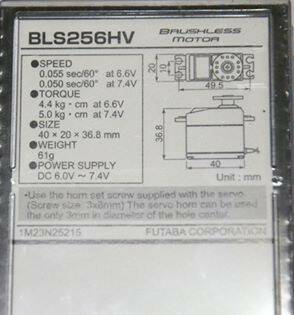 BLS256HV
BRUSHLESS MOTOR
●SPEED
0.055 sec/60° at 6.6V
0.050 sec/60° at 7.4V
●TORQUE
4.4 kg・cm at 6.6V
5.0 kg・cm at 7.4V
●SIZE
40 × 20 × 36.8 mm
●WEIGHT
61g
●POWER SUPPLY
DC 6.0V ~ 7.4V
20
10
49.5
36.8
40
Unit : mm
•Use the horn set screw supplied with the servo.
(Screw size: 3x8mm) The servo horn can be used
the only 3mm in diameter of the hole center.
1M23N25215
FUTABA CORPORATION